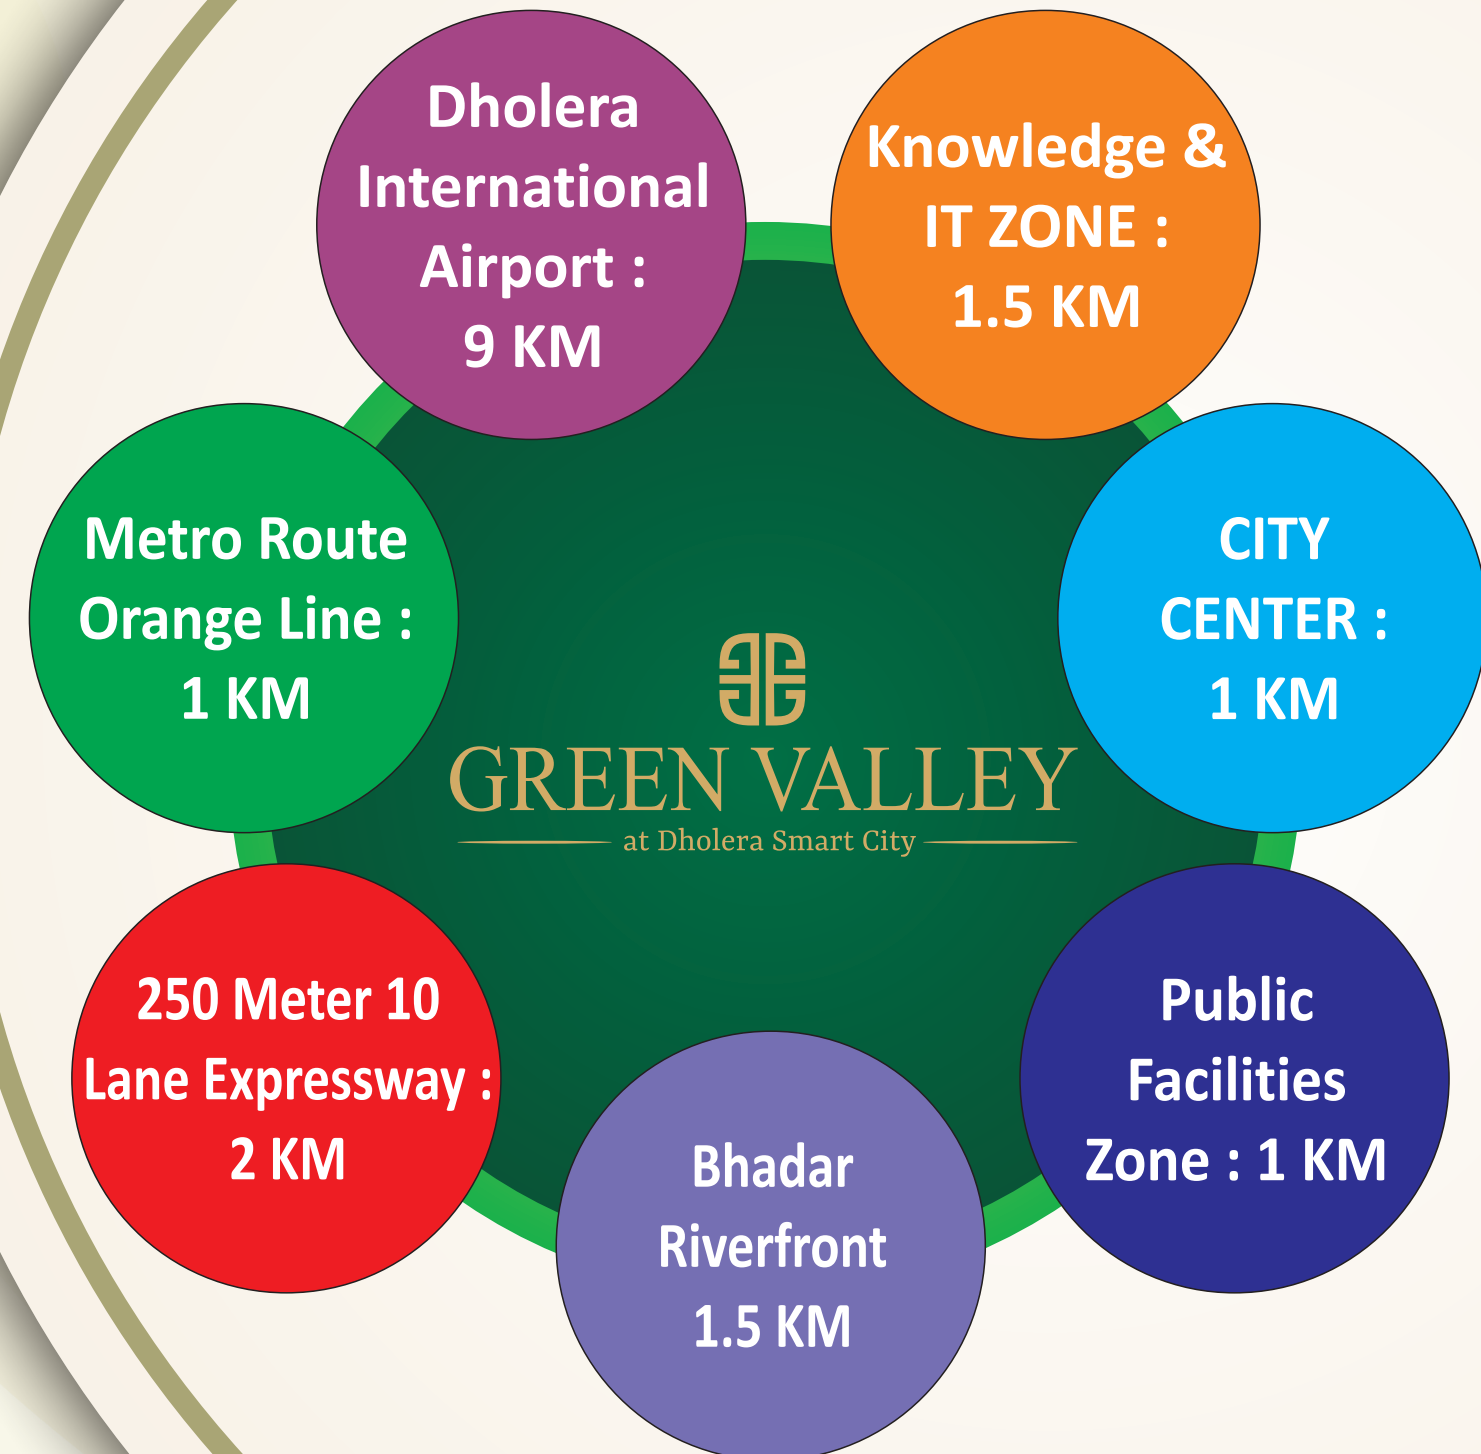 Dholera
International
Airport :
9 KM
Knowledge &
IT ZONE :
1.5 KM
Metro Route
Orange Line :
1 KM
CITY
CENTER :
1 KM
GREEN VALLEY
at Dholera Smart City
250 Meter 10
Lane Expressway :
2 KM
Public
Facilities
Zone : 1 KM
Bhadar
Riverfront
1.5 KM